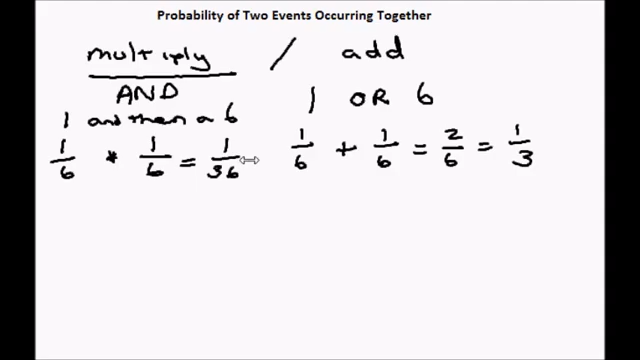 Probability of Two Events Occurring Together
multiply / add
AND
1 OR 6
1 and then a 6
1/6 * 1/6 = 1/36
1/6 + 1/6 = 2/6 = 1/3